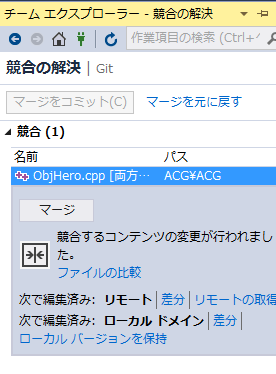 チーム エクスプローラー - 競合の解決
作業項目の検索 (Ctrl+
競合の解決 | Git
マージをコミット(C) マージを元に戻す
競合 (1)
名前 パス
ObjHero.cpp [両方… ACG¥ACG
マージ
競合するコンテンツの変更が行われまし
た。
ファイルの比較
次で編集済み: リモート | 差分 | リモートの取得
次で編集済み: ローカル ドメイン | 差分 |
ローカル バージョンを保持